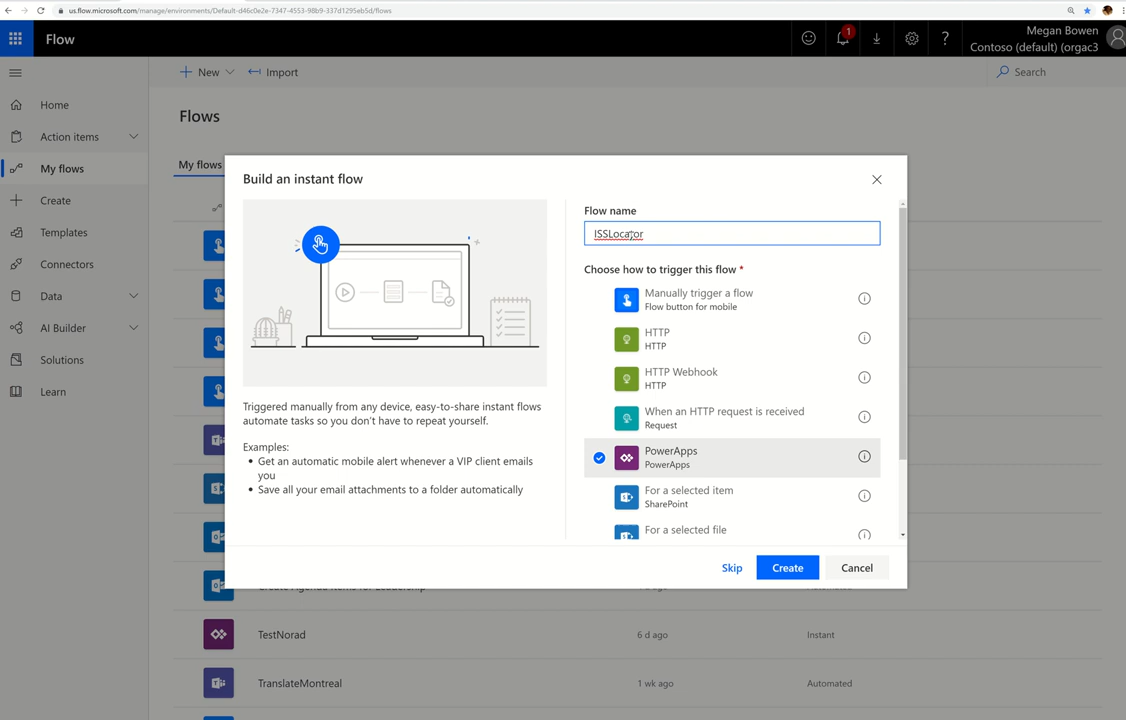 us.flow.microsoft.com/manage/environments/Default-d46c0e2e-7347-4553-98b9-337d1295eb5d/flows
Flow
1
?
Megan Bowen
Contoso (default) (orgac3
New
Import
Search
Home
Action items
My flows
Create
Templates
Connectors
Data
AI Builder
Solutions
Learn
Flows
My flows
Build an instant flow
Triggered manually from any device, easy-to-share instant flows
automate tasks so you don't have to repeat yourself.
Examples:
• Get an automatic mobile alert whenever a VIP client emails
you
• Save all your email attachments to a folder automatically
Flow name
ISSLocator
Choose how to trigger this flow *
Manually trigger a flow
Flow button for mobile
HTTP
HTTP
HTTP Webhook
HTTP
When an HTTP request is received
Request
PowerApps
PowerApps
For a selected item
SharePoint
For a selected file
Skip
Create
Cancel
TestNorad
6 d ago
Instant
TranslateMontreal
1 wk ago
Automated